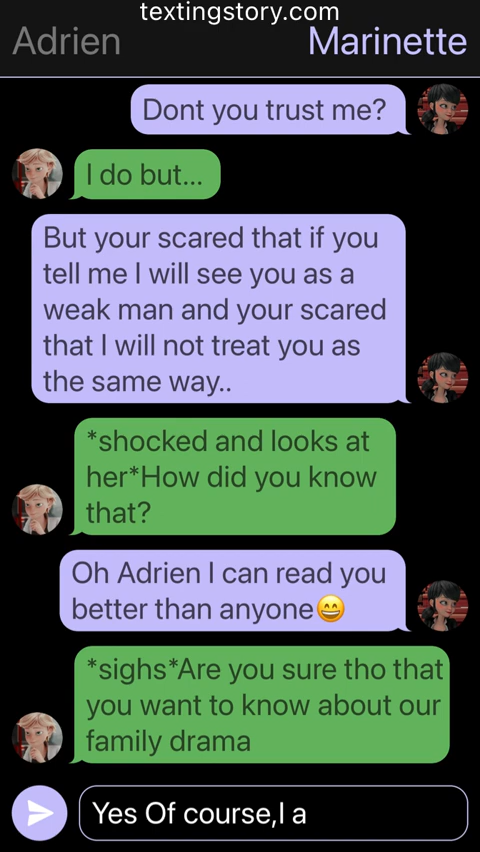 textingstory.com
Adrien
Marinette
Dont you trust me?
I do but...
But your scared that if you
tell me I will see you as a
weak man and your scared
that I will not treat you as
the same way..
*shocked and looks at
her*How did you know
that?
Oh Adrien I can read you
better than anyone😄
*sighs*Are you sure tho that
you want to know about our
family drama
Yes Of course,I a